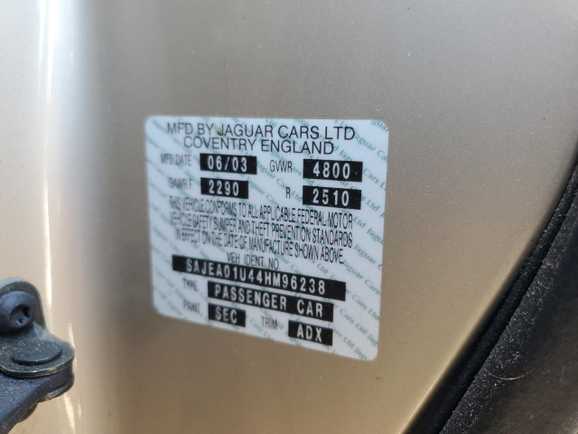 MFD BY JAGUAR CARS LTD
COVENTRY ENGLAND
MFD DATE 06/03 GVWR 4800
GAWR F 2290 R 2510
THIS VEHICLE CONFORMS TO ALL APPLICABLE FEDERAL MOTOR
VEHICLE SAFETY BUMPER AND THEFT PREVENTION STANDARDS
IN EFFECT ON THE DATE OF MANUFACTURE SHOWN ABOVE.
VEH IDENT. NO.
SAJEA01U44HM96238
TYPE PASSENGER CAR
PAINT SEC TRIM ADX